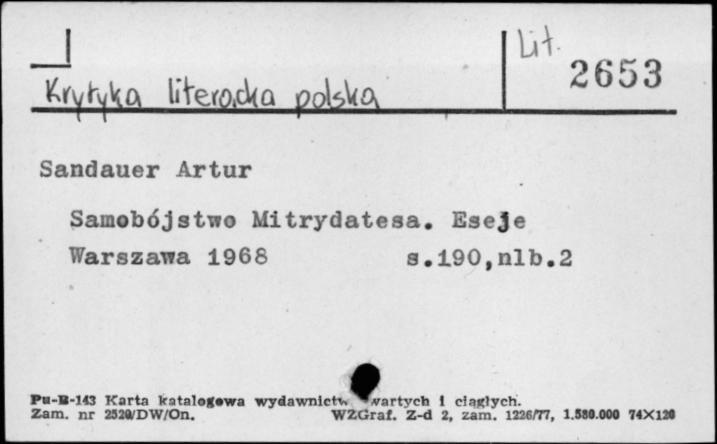 Lit.
2653
Krytyka literacka polska
Sandauer Artur
Samobójstwo Mitrydatesa. Eseje
Warszawa 1968 s.190,nlb.2
Pu-B-143 Karta katalogowa wydawnictw zwartych i ciągłych.
Zam. nr 2520/DW/On. WZGraf. Z-d 2, zam. 1226/77, 1.580.000 74X120